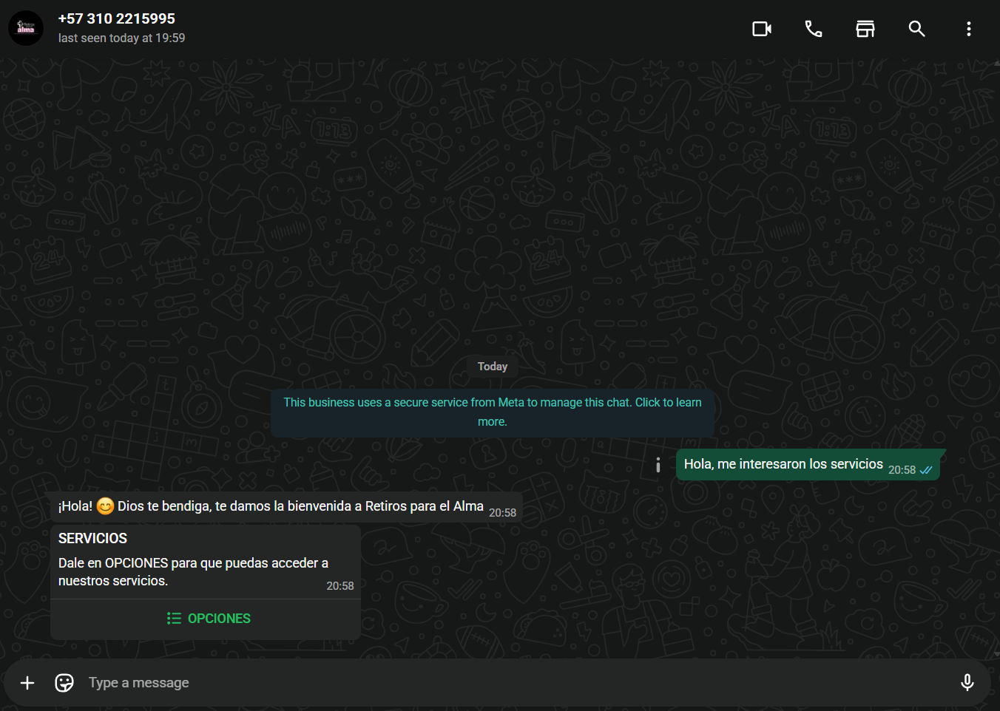 Retiros
alma
+57 310 2215995
last seen today at 19:59
Today
This business uses a secure service from Meta to manage this chat. Click to learn
more.
Hola, me interesaron los servicios 20:58
¡Hola! 😊 Dios te bendiga, te damos la bienvenida a Retiros para el Alma 20:58
SERVICIOS
Dale en OPCIONES para que puedas acceder a
nuestros servicios. 20:58
OPCIONES
Type a message